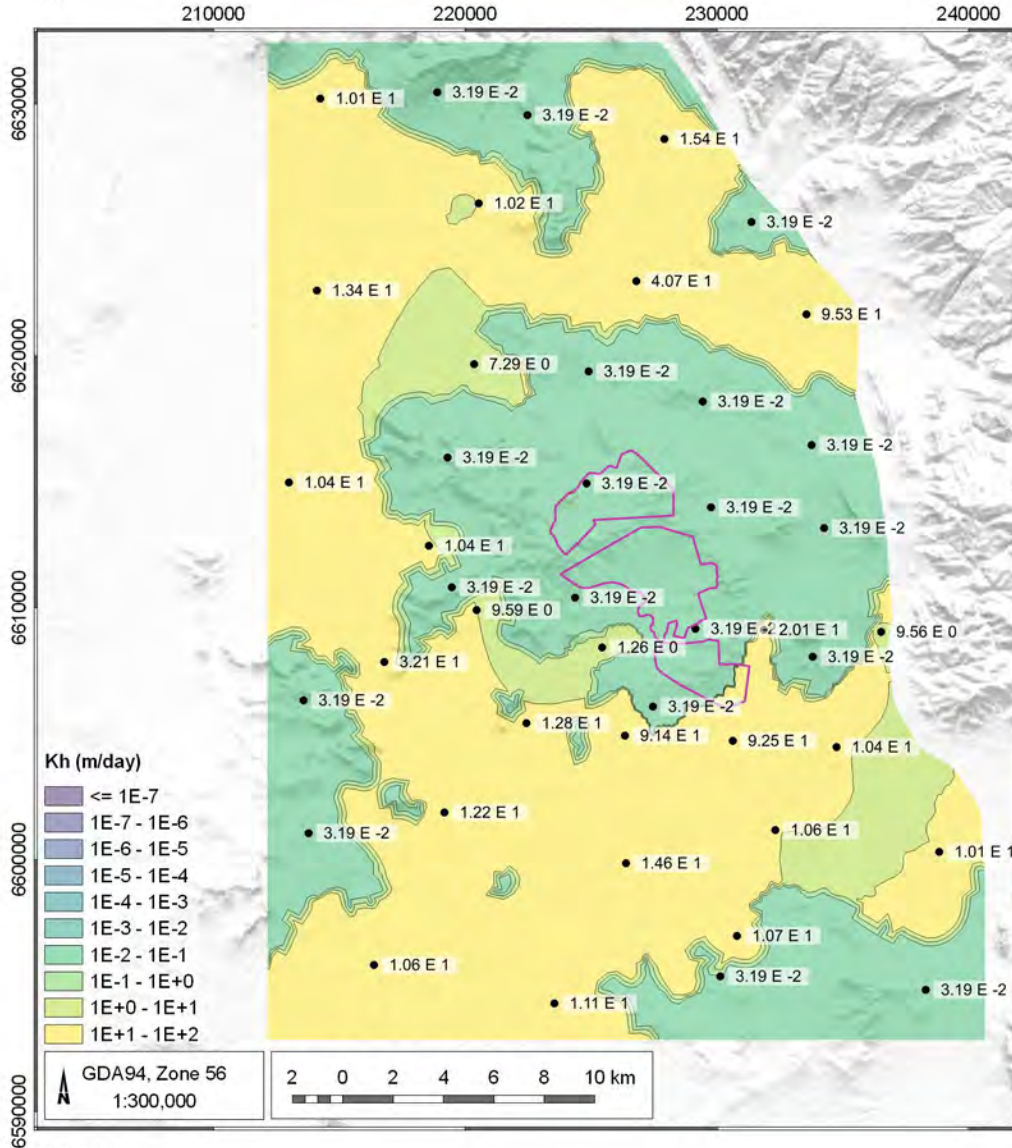 210000
220000
230000
240000
6630000
6620000
6610000
6600000
6590000
3.19 E -2
1.01 E 1
3.19 E -2
1.54 E 1
1.02 E 1
3.19 E -2
4.07 E 1
1.34 E 1
9.53 E 1
7.29 E 0
3.19 E -2
3.19 E -2
3.19 E -2
3.19 E -2
1.04 E 1
3.19 E -2
3.19 E -2
3.19 E -2
1.04 E 1
3.19 E -2
3.19 E -2
9.59 E 0
3.19 E -2
2.01 E 1
9.56 E 0
1.26 E 0
3.19 E -2
3.21 E 1
3.19 E -2
3.19 E -2
1.28 E 1
9.14 E 1
9.25 E 1
1.04 E 1
1.22 E 1
3.19 E -2
1.06 E 1
1.46 E 1
1.01 E 1
1.07 E 1
1.06 E 1
3.19 E -2
3.19 E -2
1.11 E 1
Kh (m/day)
<= 1E-7
1E-7 - 1E-6
1E-6 - 1E-5
1E-5 - 1E-4
1E-4 - 1E-3
1E-3 - 1E-2
1E-2 - 1E-1
1E-1 - 1E+0
1E+0 - 1E+1
1E+1 - 1E+2
N
GDA94, Zone 56
1:300,000
2 0 2 4 6 8 10 km